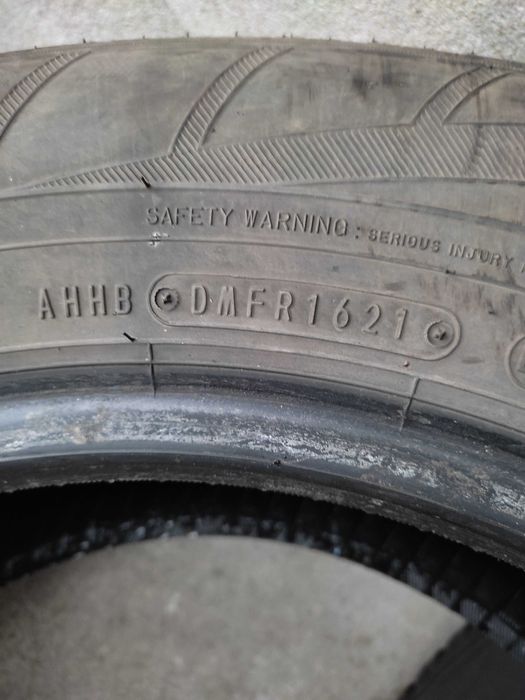 SAFETY WARNING: SERIOUS INJURY
AHHB DMFR1621